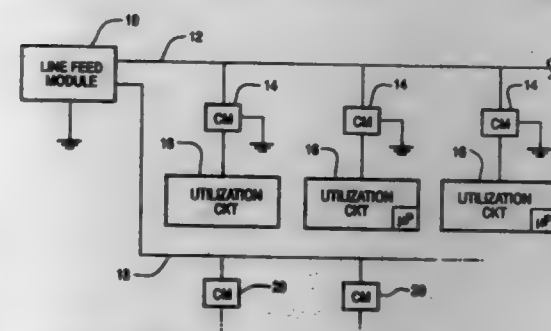 10
12
LINE FEED
MODULE
14
14
14
CM
CM
CM
16
16
16
UTILIZATION
CKT
UTILIZATION
CKT
μP
UTILIZATION
CKT
μP
18
CM
20
CM
20